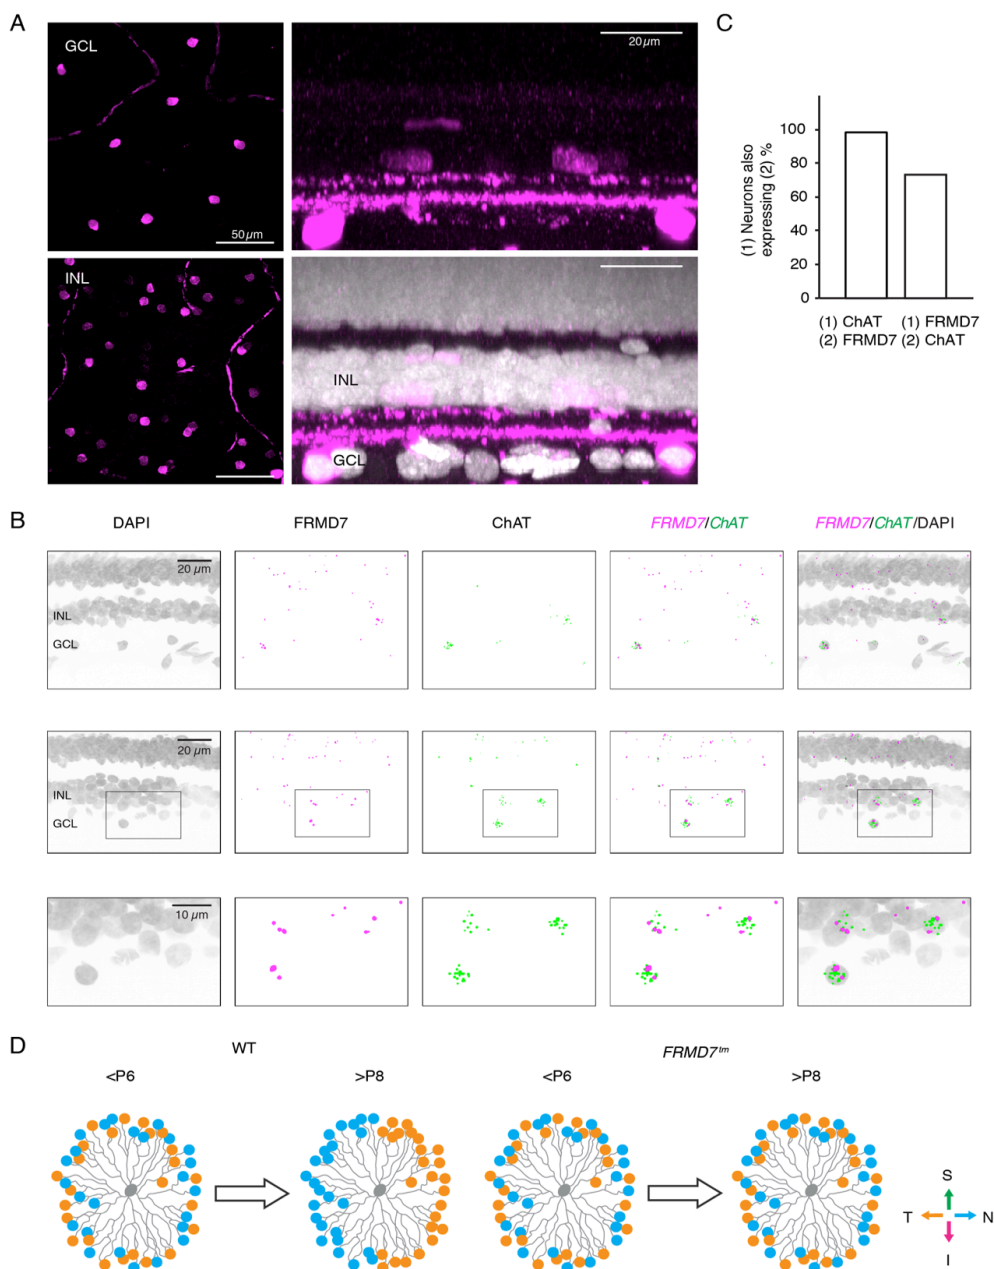 A
GCL
50 µm
20 µm
INL
INL
GCL
C
(1) Neurons also
expressing (2) %
100
80
60
40
20
0
(1) ChAT (1) FRMD7
(2) FRMD7 (2) ChAT
B
DAPI FRMD7 ChAT FRMD7/ChAT FRMD7/ChAT/DAPI
20 µm
INL
GCL
20 µm
INL
GCL
10 µm
D
WT FRMD7tm
<P6 >P8 <P6 >P8
S
T N
I